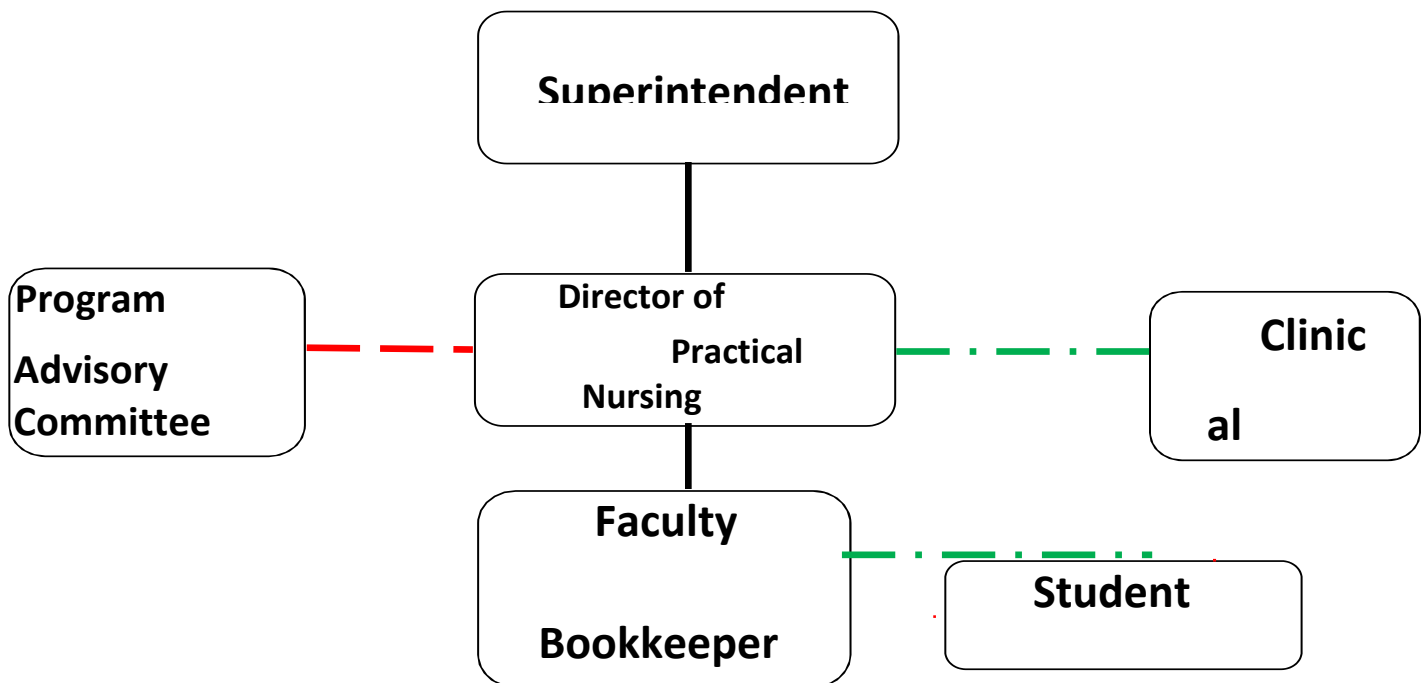 Superintendent
Program
Advisory
Committee
Director of
Practical
Nursing
Clinic
al
Faculty
Bookkeeper
Student